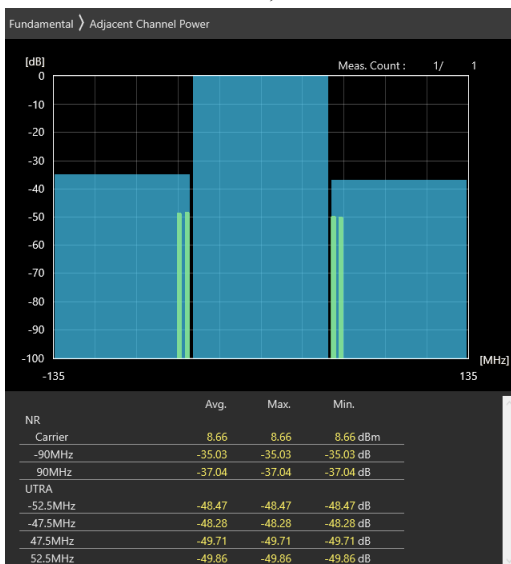 Fundamental 〉 Adjacent Channel Power
[dB] Meas. Count : 1/ 1
0
-10
-20
-30
-40
-50
-60
-70
-80
-90
-100
[MHz]
-135 135
Avg. Max. Min.
NR
Carrier 8.66 8.66 8.66 dBm
-90MHz -35.03 -35.03 -35.03 dB
90MHz -37.04 -37.04 -37.04 dB
UTRA
-52.5MHz -48.47 -48.47 -48.47 dB
-47.5MHz -48.28 -48.28 -48.28 dB
47.5MHz -49.71 -49.71 -49.71 dB
52.5MHz -49.86 -49.86 -49.86 dB